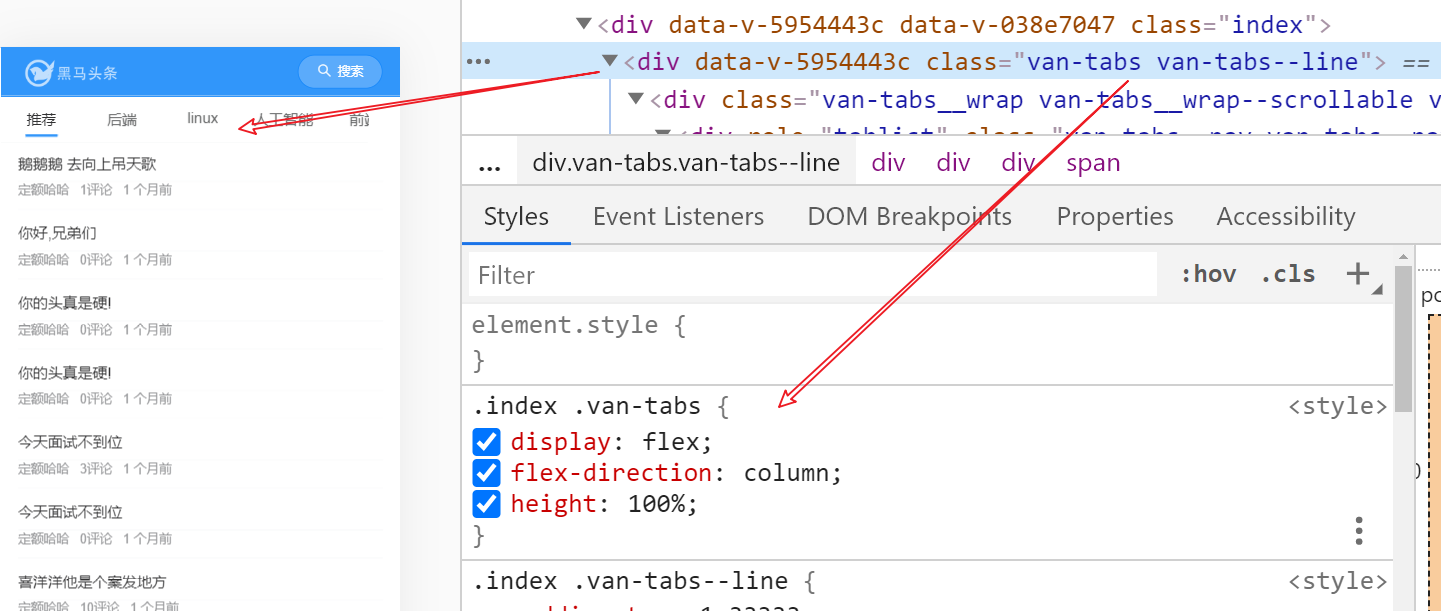 黑马头条
搜索
推荐 后端 linux 人工智能
鹅鹅鹅 去向上吊天歌
定额哈哈 1评论 1 个月前
你好,兄弟们
定额哈哈 0评论 1 个月前
你的头真是硬!
定额哈哈 0评论 1 个月前
你的头真是硬!
定额哈哈 0评论 1 个月前
今天面试不到位
定额哈哈 3评论 1 个月前
今天面试不到位
定额哈哈 0评论 1 个月前
喜洋洋他是个案发地方
定额哈哈 10评论 1 个月前
<div data-v-5954443c data-v-038e7047 class="index">
... <div data-v-5954443c class="van-tabs van-tabs--line"> ==
<div class="van-tabs__wrap van-tabs__wrap--scrollable v
... div.van-tabs.van-tabs--line div div div span
Styles Event Listeners DOM Breakpoints Properties Accessibility
Filter :hov .cls +
element.style {
}
.index .van-tabs { <style>
display: flex;
flex-direction: column;
height: 100%;
}
.index .van-tabs--line { <style>